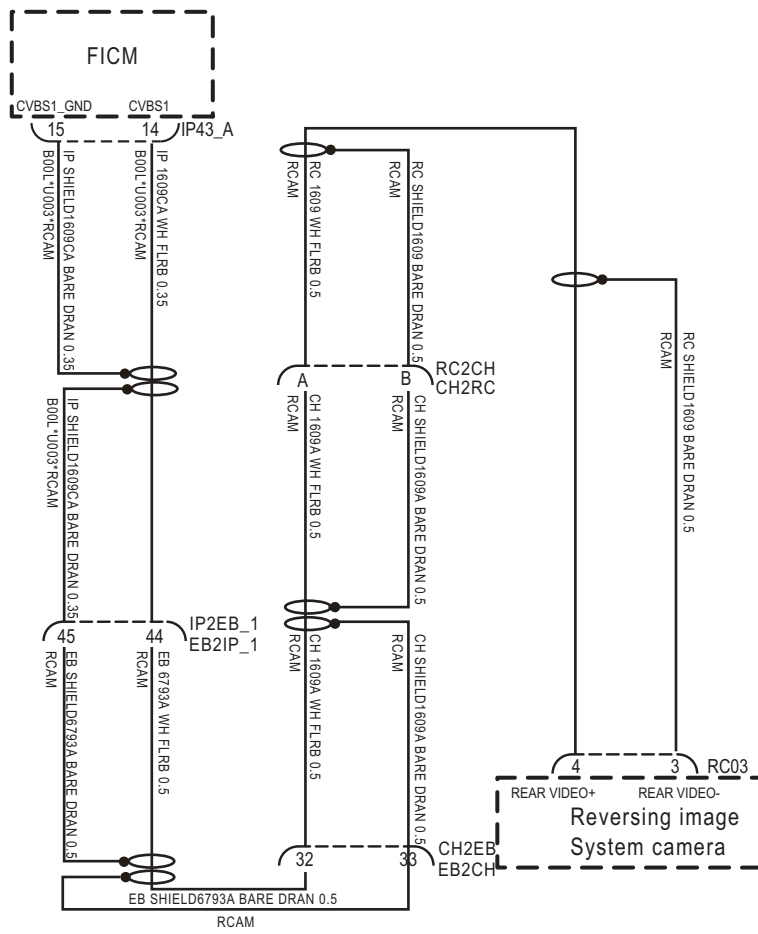 FICM
CVBS1_GND
CVBS1
15
14
IP43_A
IP SHIELD1609CA BARE DRAN 0.35
B00L*U003*RCAM
IP 1609CA WH FLRB 0.35
B00L*U003*RCAM
IP SHIELD1609CA BARE DRAN 0.35
B00L*U003*RCAM
45
44
IP2EB_1
EB2IP_1
EB SHIELD6793A BARE DRAN 0.5
RCAM
EB 6793A WH FLRB 0.5
RCAM
EB SHIELD6793A BARE DRAN 0.5
RCAM
RC 1609 WH FLRB 0.5
RCAM
RC SHIELD1609 BARE DRAN 0.5
RCAM
A
B
RC2CH
CH2RC
CH 1609A WH FLRB 0.5
RCAM
CH SHIELD1609A BARE DRAN 0.5
RCAM
CH 1609A WH FLRB 0.5
RCAM
CH SHIELD1609A BARE DRAN 0.5
RCAM
32
33
CH2EB
EB2CH
RC SHIELD1609 BARE DRAN 0.5
RCAM
4
3
RC03
REAR VIDEO+
REAR VIDEO-
Reversing image
System camera